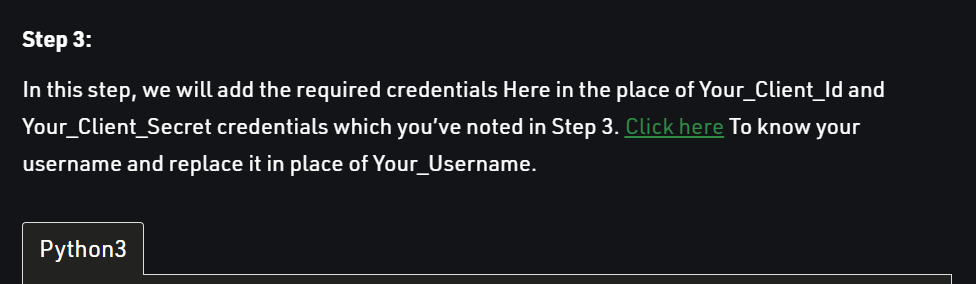 Step 3:
In this step, we will add the required credentials Here in the place of Your_Client_Id and
Your_Client_Secret credentials which you’ve noted in Step 3. Click here To know your
username and replace it in place of Your_Username.
Python3